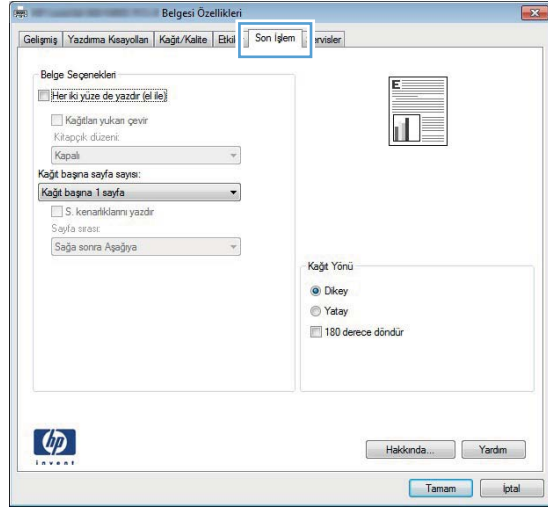 Belgesi Özellikleri
Gelişmiş
Yazdırma Kısayolları
Kağıt/Kalite
Son İşlem
Belge Seçenekleri
Her iki yüze de yazdır (el ile)
Kağıtları yukarı çevir
Kitapçık düzeni:
Kapalı
Kağıt başına sayfa sayısı:
Kağıt başına 1 sayfa
S. kenarlıklarını yazdır
Sayfa sırası:
Sağa sonra Aşağıya
E
Kağıt Yönü
Dikey
Yatay
180 derece döndür
hp
invent
Hakkında...
Yardım
Tamam
İptal